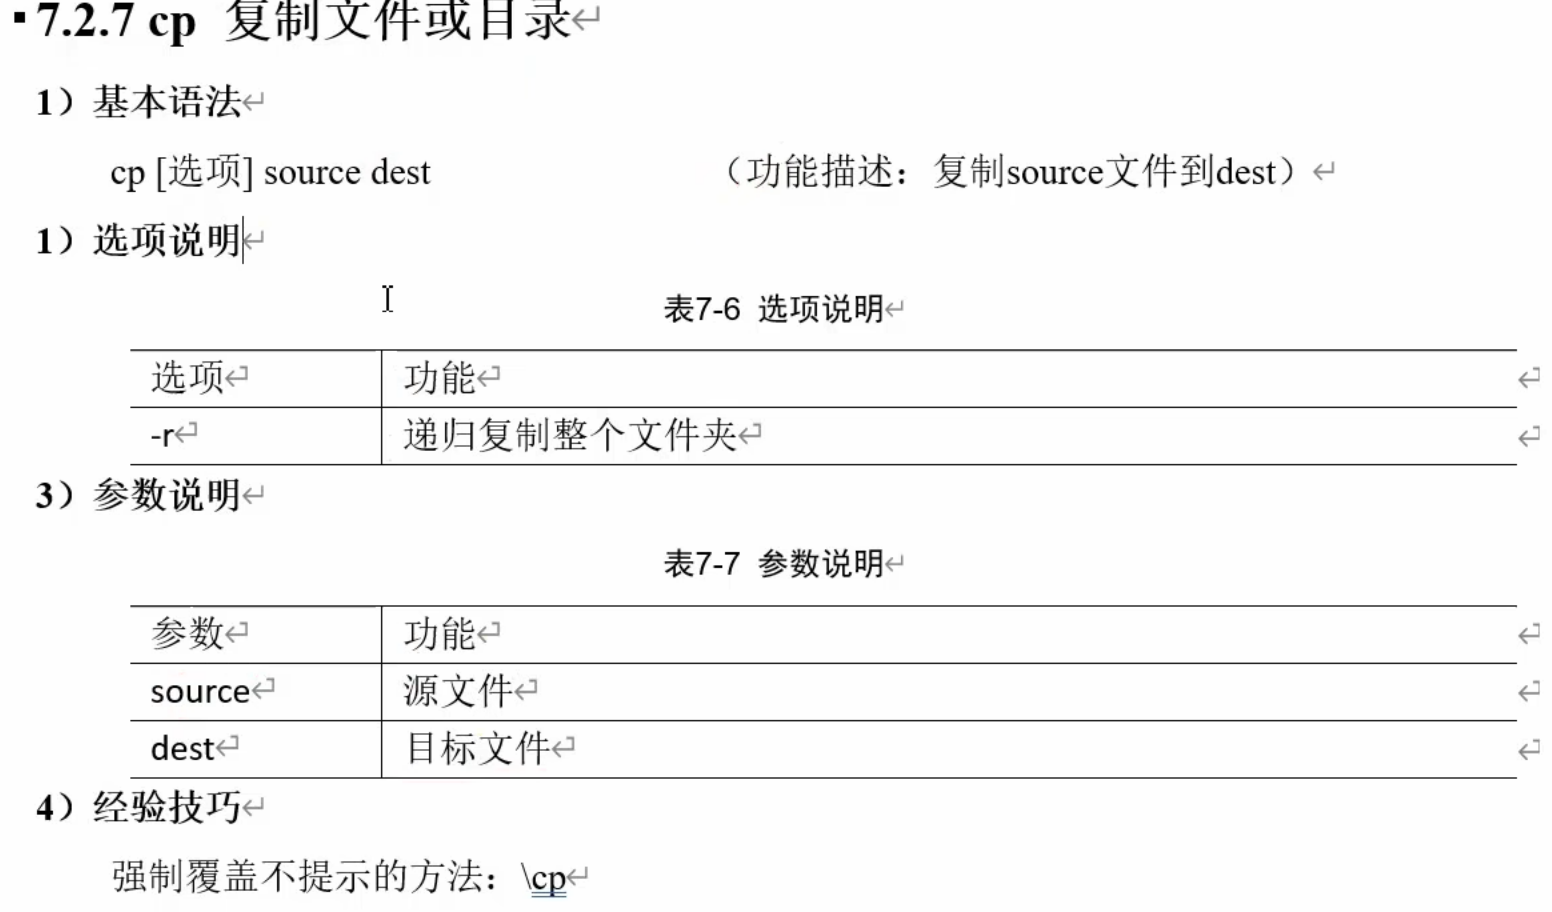 7.2.7 cp 复制文件或目录
1）基本语法
cp [选项] source dest （功能描述：复制source文件到dest）
1）选项说明
表7-6 选项说明
选项 功能
-r 递归复制整个文件夹
3）参数说明
表7-7 参数说明
参数 功能
source 源文件
dest 目标文件
4）经验技巧
强制覆盖不提示的方法：\cp